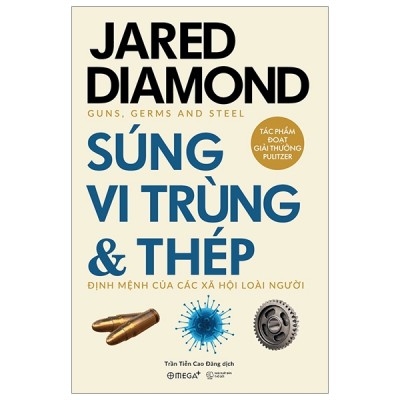 JARED
DIAMOND
GUNS, GERMS AND STEEL
TÁC PHẨM
ĐOẠT
GIẢI THƯỞNG
PULITZER
SÚNG
VI TRÙNG
& THÉP
ĐỊNH MỆNH CỦA CÁC XÃ HỘI LOÀI NGƯỜI
Trần Tiễn Cao Đăng dịch
OMEGA+